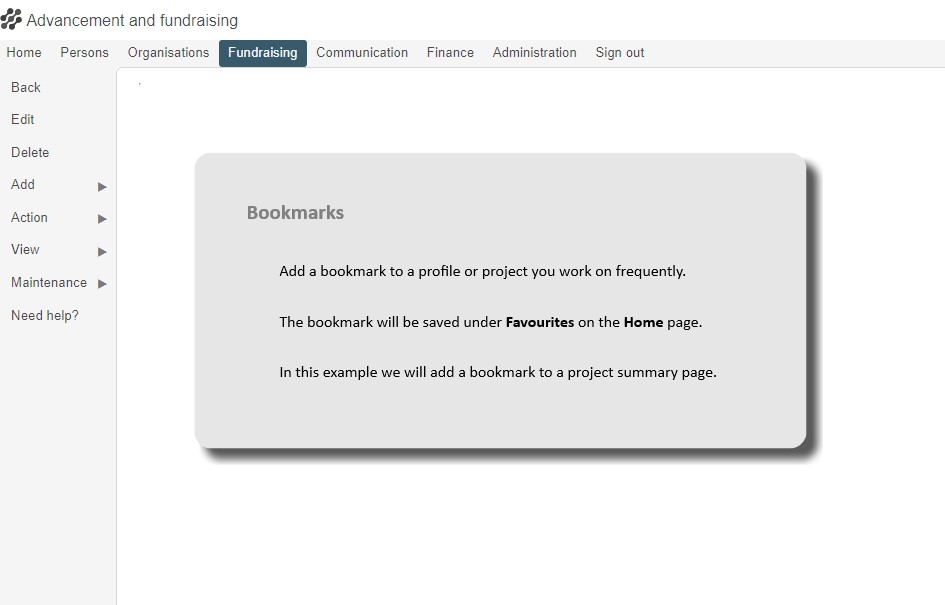 Advancement and fundraising
Home Persons Organisations Fundraising Communication Finance Administration Sign out
Back
Edit
Delete
Add
Action
View
Maintenance
Need help?
Bookmarks
Add a bookmark to a profile or project you work on frequently.
The bookmark will be saved under Favourites on the Home page.
In this example we will add a bookmark to a project summary page.